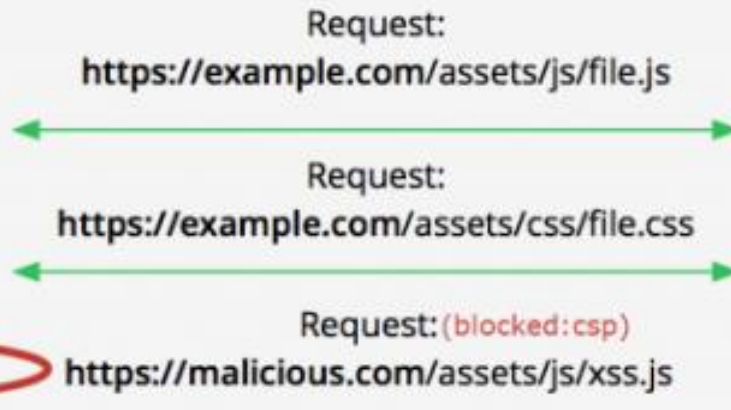 Request:
https://example.com/assets/js/file.js
Request:
https://example.com/assets/css/file.css
Request:(blocked:csp)
https://malicious.com/assets/js/xss.js